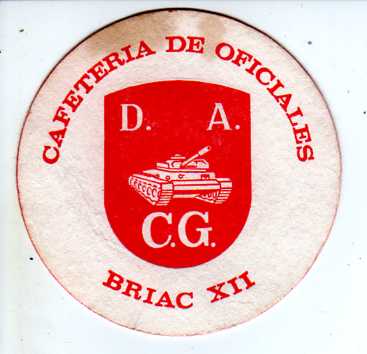 CAFETERIA DE OFICIALES
D. A.
C.G.
BRIAC XII